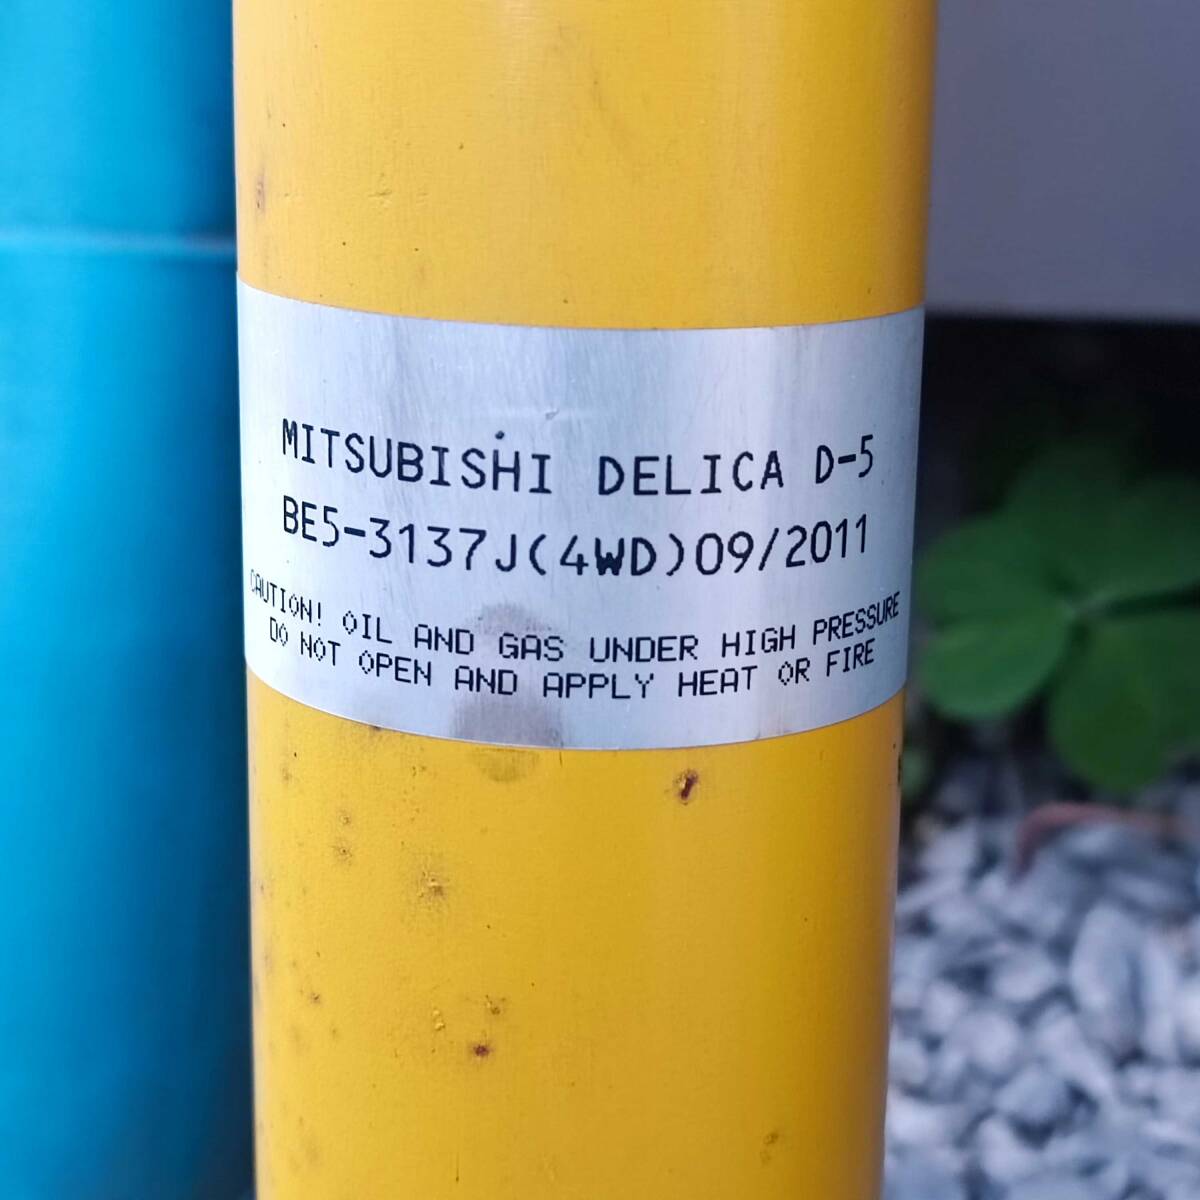 MITSUBISHI DELICA D-5
BE5-3137J(4WD)09/2011
CAUTION! OIL AND GAS UNDER HIGH PRESSURE
DO NOT OPEN AND APPLY HEAT OR FIRE